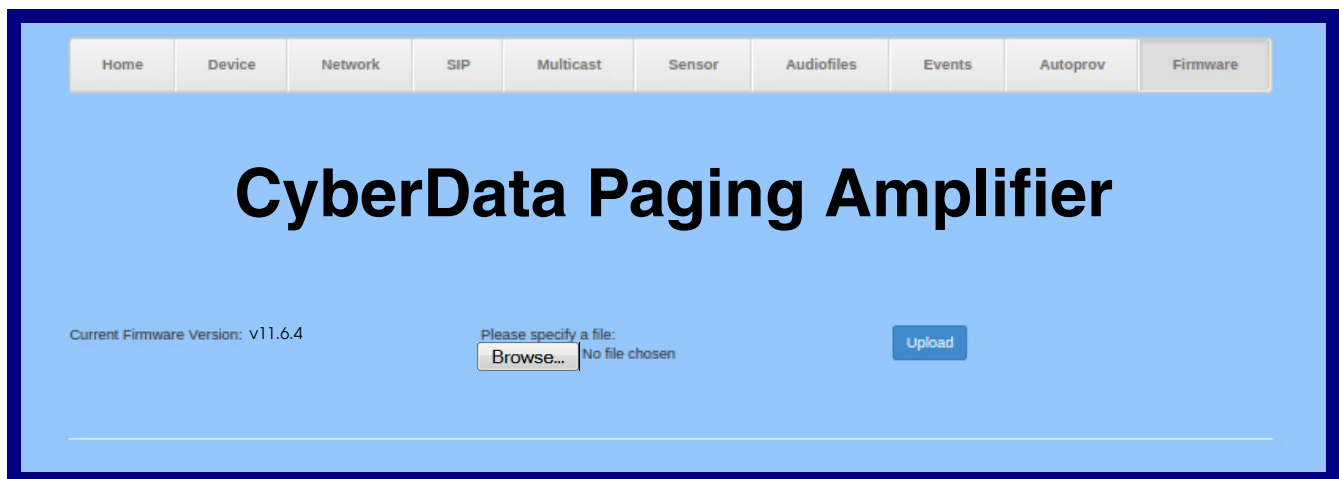 Home Device Network SIP Multicast Sensor Audiofiles Events Autoprov Firmware
CyberData Paging Amplifier
Current Firmware Version: v11.6.4
Please specify a file:
Browse... No file chosen
Upload